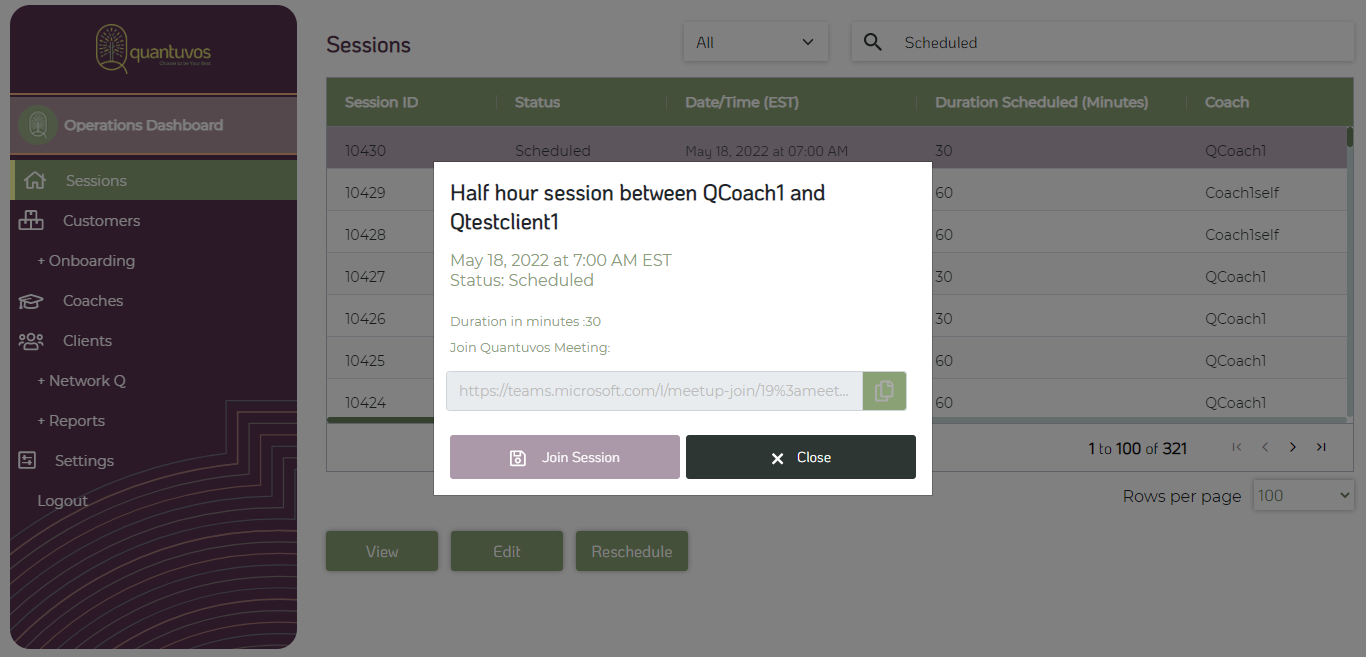 quantuvos
Choose to be Your Best
Operations Dashboard
Sessions
Customers
+ Onboarding
Coaches
Clients
+ Network Q
+ Reports
Settings
Logout
Sessions
All
Scheduled
Session ID Status Date/Time (EST) Duration Scheduled (Minutes) Coach
10430 Scheduled May 18, 2022 at 07:00 AM 30 QCoach1
10429 60 Coach1self
10428 60 Coach1self
10427 30 QCoach1
10426 30 QCoach1
10425 60 QCoach1
10424 60 QCoach1
Half hour session between QCoach1 and
Qtestclient1
May 18, 2022 at 7:00 AM EST
Status: Scheduled
Duration in minutes :30
Join Quantuvos Meeting:
https://teams.microsoft.com/l/meetup-join/19%3ameet...
Join Session
Close
1 to 100 of 321
Rows per page 100
View
Edit
Reschedule